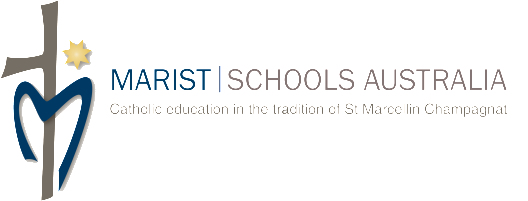 MARIST | SCHOOLS AUSTRALIA
Catholic education in the tradition of St Marcellin Champagnat